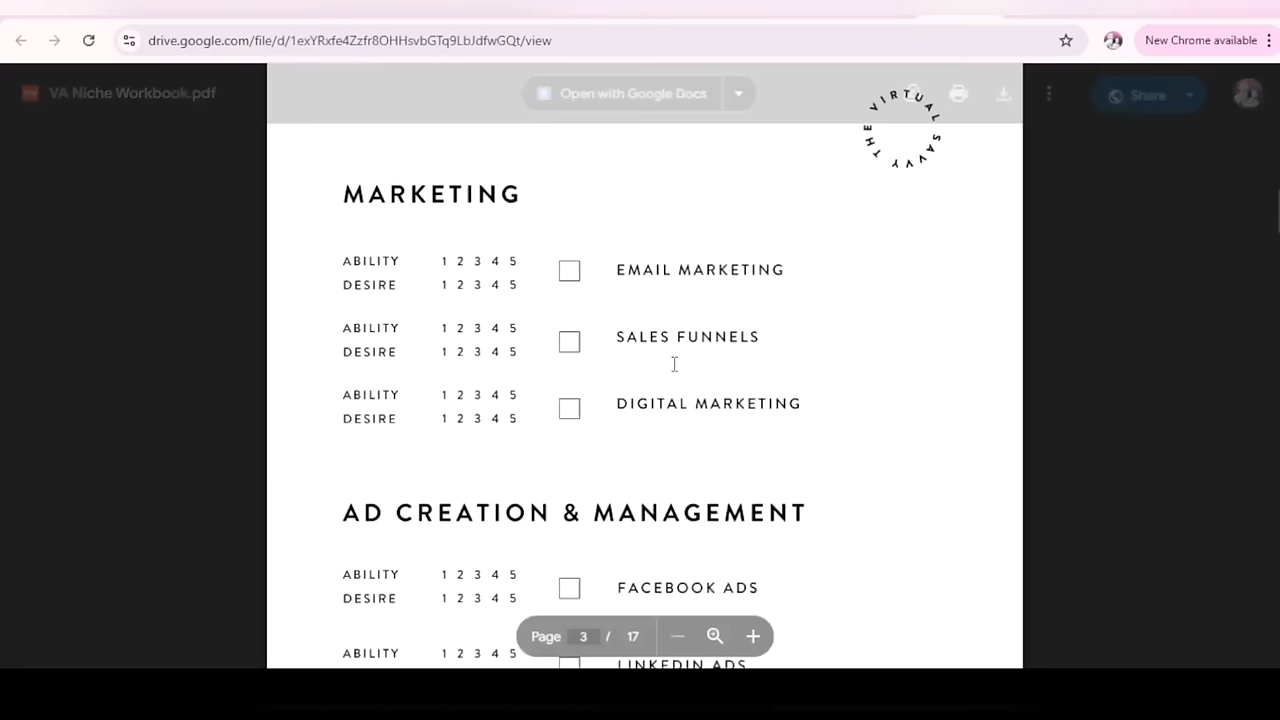 drive.google.com/file/d/1exYRxfe4Zzfr8OHHsvbGTq9LbJdfwGQt/view
New Chrome available
VA Niche Workbook.pdf
Open with Google Docs
Share
THE VIRTUAL SAVVY
MARKETING
ABILITY 1 2 3 4 5
EMAIL MARKETING
DESIRE 1 2 3 4 5
ABILITY 1 2 3 4 5
SALES FUNNELS
DESIRE 1 2 3 4 5
ABILITY 1 2 3 4 5
DIGITAL MARKETING
DESIRE 1 2 3 4 5
AD CREATION & MANAGEMENT
ABILITY 1 2 3 4 5
FACEBOOK ADS
DESIRE 1 2 3 4 5
Page 3 / 17
ABILITY 1 2 3 4 5
LINKEDIN ADS